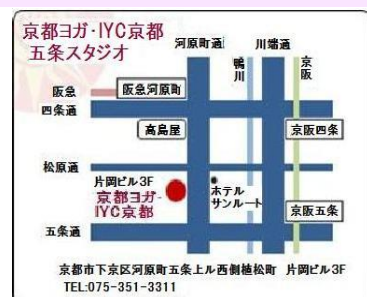 京都ヨガ·IYC京都
五条スタジオ
河原町通
川端通
鴨川
京阪
阪急
阪急河原町
四条通
高島屋
京阪四条
松原通
片岡ビル3F
京都ヨガ-
IYC京都
ホテル
サンルート
京阪五条
五条通
京都市下京区河原町五条上ル西側植松町 片岡ビル3F
TEL:075-351-3311